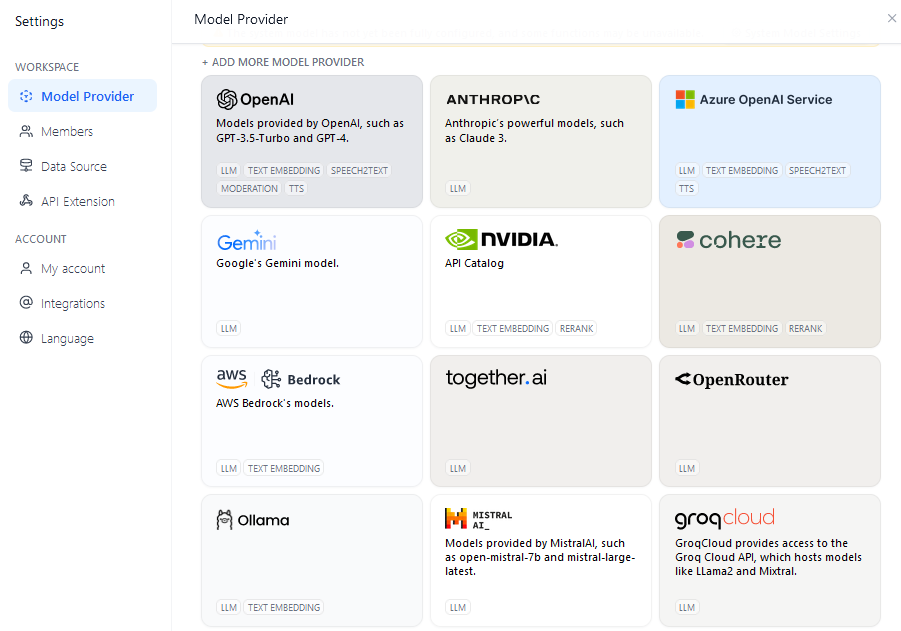 Settings
WORKSPACE
Model Provider
Members
Data Source
API Extension
ACCOUNT
My account
Integrations
Language
Model Provider
+ ADD MORE MODEL PROVIDER
OpenAI
Models provided by OpenAI, such as
GPT-3.5-Turbo and GPT-4.
LLM TEXT EMBEDDING SPEECH2TEXT
MODERATION TTS
ANTHROP\C
Anthropic's powerful models, such
as Claude 3.
LLM
Azure OpenAI Service
LLM TEXT EMBEDDING SPEECH2TEXT
TTS
Gemini
Google's Gemini model.
LLM
NVIDIA.
API Catalog
LLM TEXT EMBEDDING RERANK
cohere
LLM TEXT EMBEDDING RERANK
aws Bedrock
AWS Bedrock's models.
LLM TEXT EMBEDDING
together.ai
LLM
OpenRouter
LLM
Ollama
LLM TEXT EMBEDDING
MISTRAL
AI_
Models provided by MistralAI, such
as open-mistral-7b and mistral-large-
latest.
LLM
groqcloud
GroqCloud provides access to the
Groq Cloud API, which hosts models
like LLama2 and Mixtral.
LLM